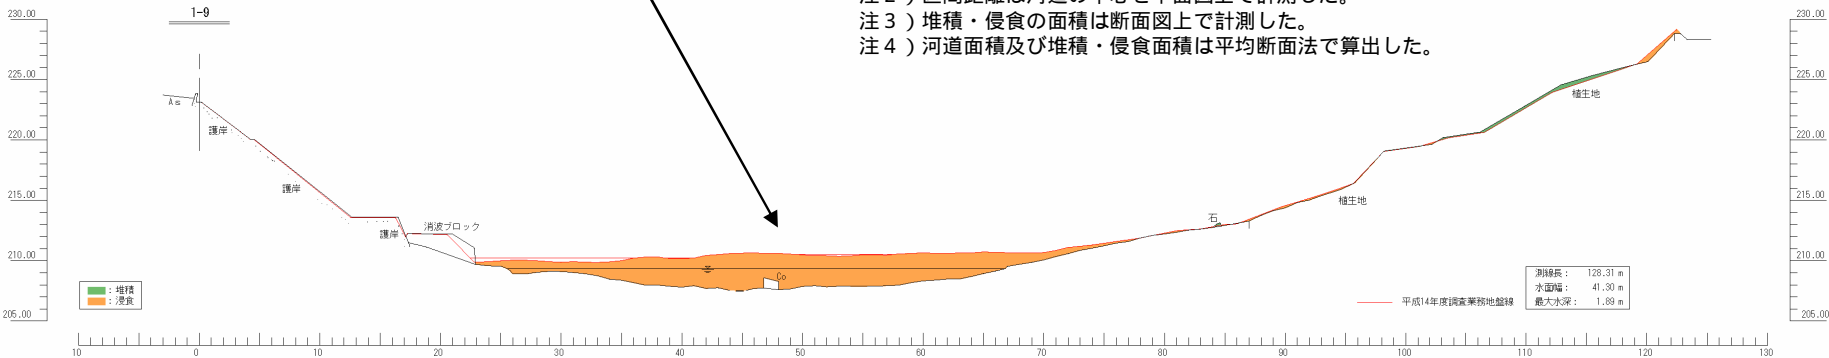 注３）堆積・侵食の面積は断面図上で計測した。
注４）河道面積及び堆積・侵食面積は平均断面法で算出した。
1-9
230.00
225.00
220.00
215.00
210.00
205.00
230.00
225.00
220.00
215.00
210.00
205.00
As
護岸
護岸
護岸
消波ブロック
Co
石
植生地
植生地
：堆積
：浸食
平成14年度調査業務地盤線
測線長： 128.31 m
水面幅： 41.30 m
最大水深： 1.89 m
10 0 10 20 30 40 50 60 70 80 90 100 110 120 130